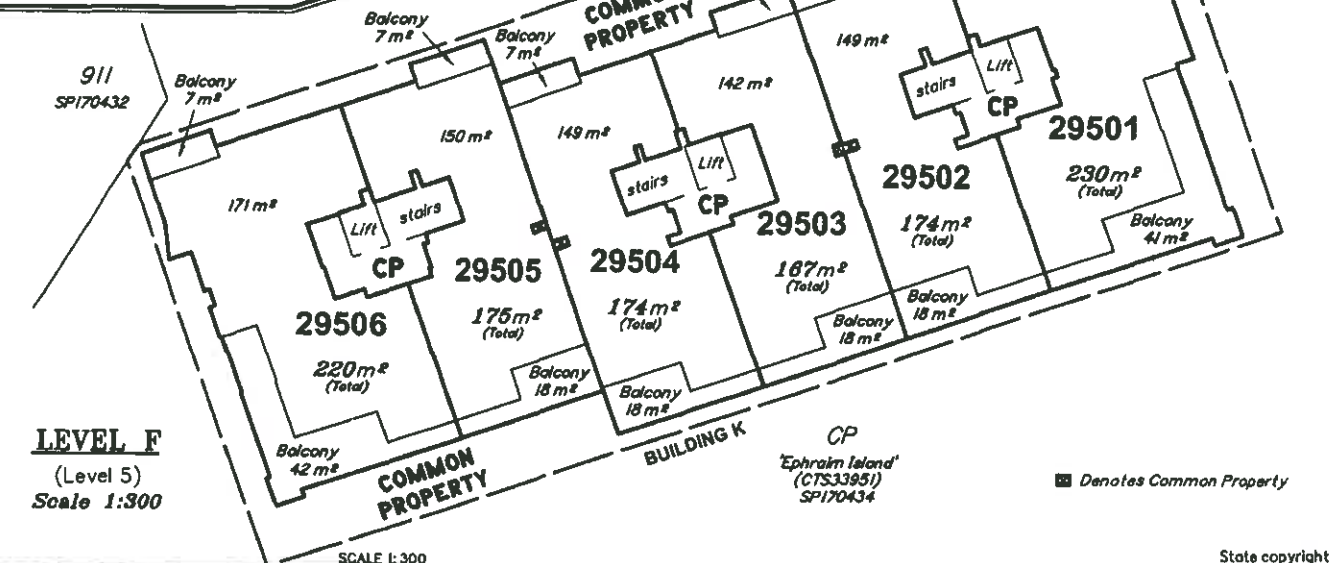 Balcony
7 m²
COMMON
PROPERTY
Balcony
7 m²
149 m²
911
SP170432
Balcony
7 m²
142 m²
stairs
Lift
CP
150 m²
149 m²
29501
230 m²
(Total)
Lift
stairs
CP
29502
174 m²
(Total)
Balcony
41 m²
171 m²
Lift
stairs
CP
29503
167 m²
(Total)
29504
174 m²
(Total)
29505
175 m²
(Total)
29506
220 m²
(Total)
Balcony
18 m²
Balcony
18 m²
Balcony
18 m²
Balcony
18 m²
Balcony
42 m²
LEVEL F
(Level 5)
Scale 1:300
COMMON
PROPERTY
BUILDING K
CP
'Ephraim Island'
(CTS33951)
SP170434
Denotes Common Property
SCALE 1:300
State copyright